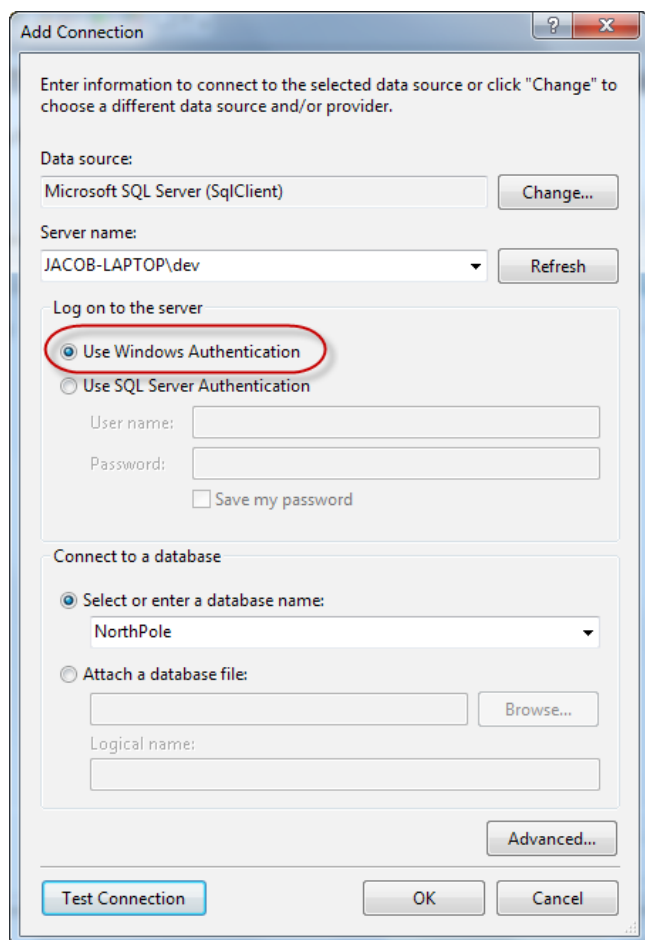 Add Connection
?
Enter information to connect to the selected data source or click "Change" to
choose a different data source and/or provider.
Data source:
Microsoft SQL Server (SqlClient)
Change...
Server name:
JACOB-LAPTOP\dev
Refresh
Log on to the server
Use Windows Authentication
Use SQL Server Authentication
User name:
Password:
Save my password
Connect to a database
Select or enter a database name:
NorthPole
Attach a database file:
Browse...
Logical name:
Advanced...
Test Connection
OK
Cancel